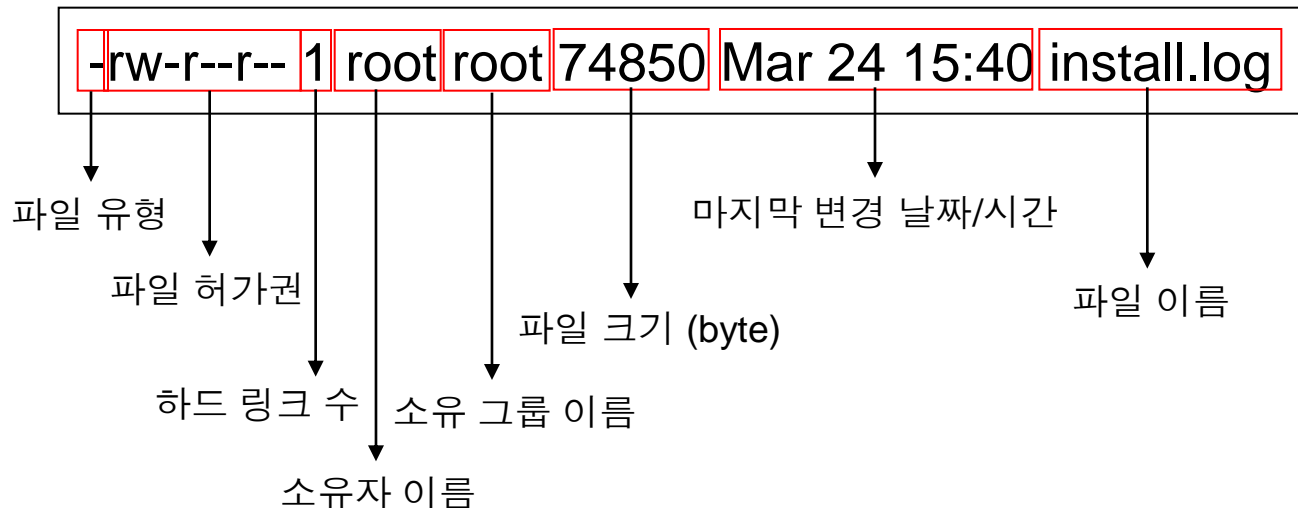 -rw-r--r-- 1 root root 74850 Mar 24 15:40 install.log
파일 유형
마지막 변경 날짜/시간
파일 허가권
파일 이름
파일 크기 (byte)
하드 링크 수
소유 그룹 이름
소유자 이름